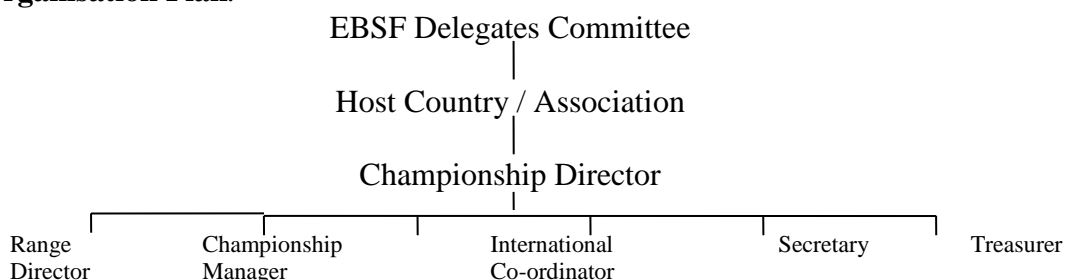 rganisation Plan.
EBSF Delegates Committee
Host Country / Association
Championship Director
Range Championship International Secretary Treasurer
Director Manager Co-ordinator